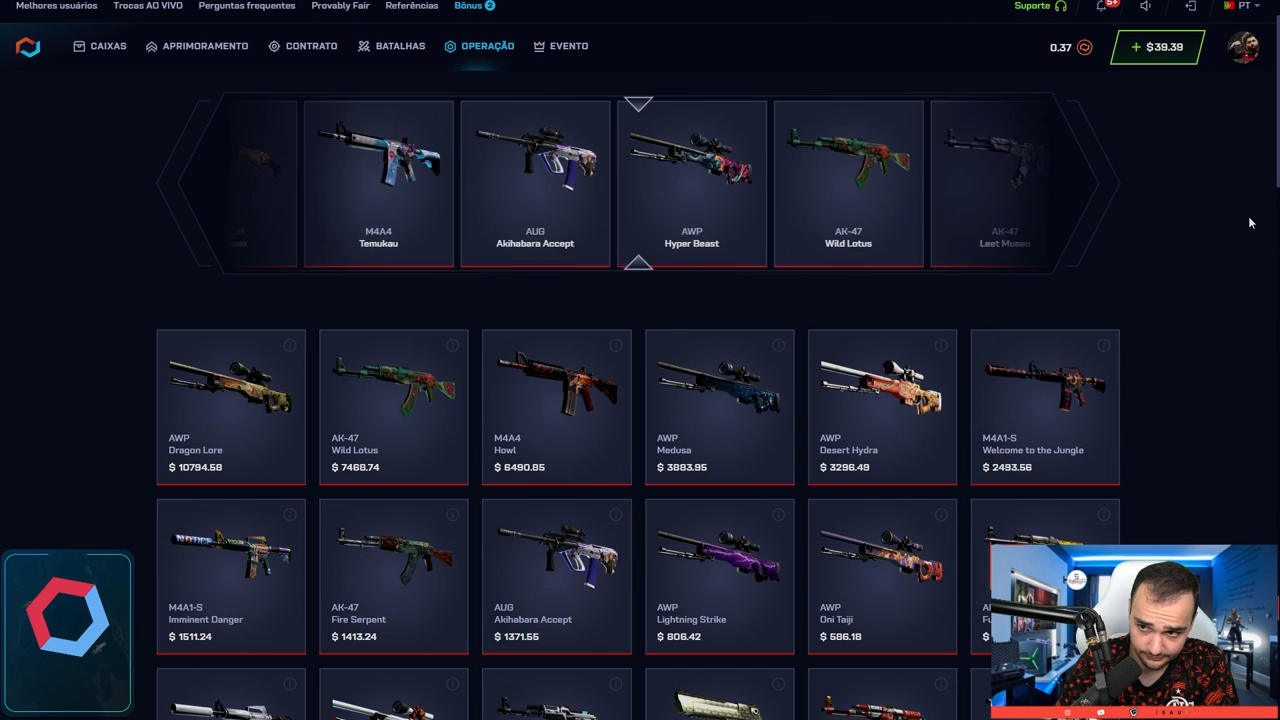 Melhores usuários Trocas AO VIVO Perguntas frequentes Provably Fair Referências Bônus 2 Suporte 5+ PT
CAIXAS APRIMORAMENTO CONTRATO BATALHAS OPERAÇÃO EVENTO 0.37 + $39.39
M4A4 AUG AWP AK-47 AK-47
Temukau Akihabara Accept Hyper Beast Wild Lotus Leet Museo
AWP AK-47 M4A4 AWP AWP M4A1-S
Dragon Lore Wild Lotus Howl Medusa Desert Hydra Welcome to the Jungle
$ 10794.58 $ 7468.74 $ 6490.85 $ 3883.95 $ 3296.49 $ 2493.56
M4A1-S AK-47 AUG AWP AWP
Imminent Danger Fire Serpent Akihabara Accept Lightning Strike Oni Taiji
$ 1511.24 $ 1413.24 $ 1371.55 $ 806.42 $ 586.18